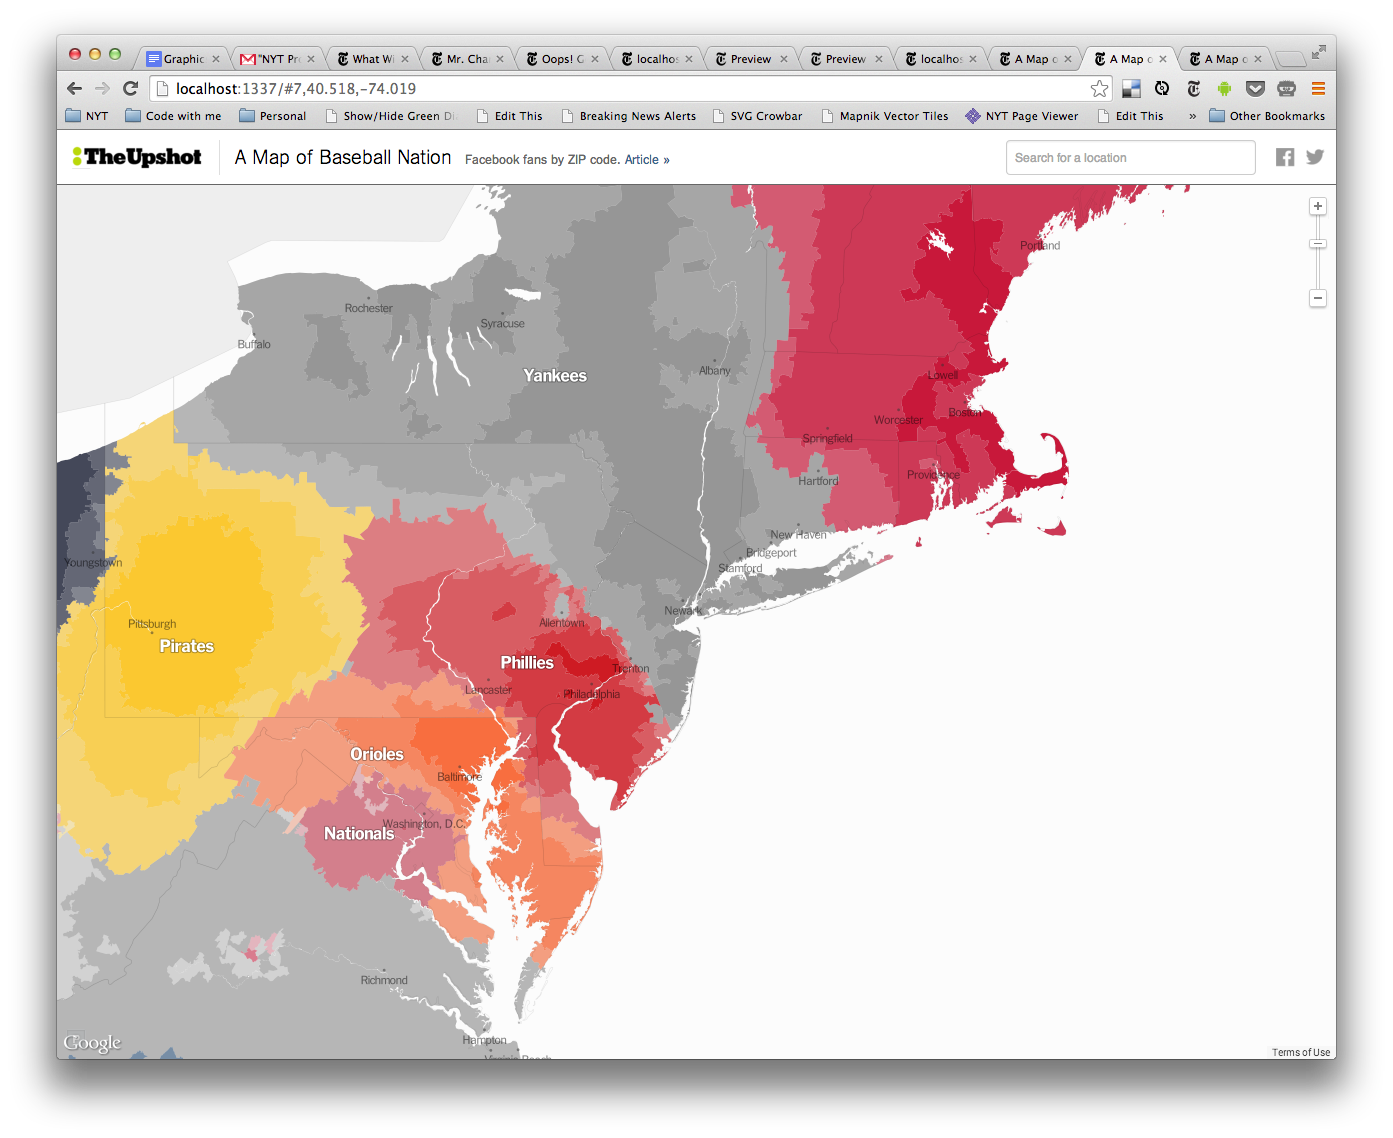 Graphic
"NYT Pr
What Wi
Mr. Cha
Oops! G
localhos
Preview
Preview
localhos
A Map o
A Map o
A Map o
localhost:1337/#7,40.518,-74.019
NYT
Code with me
Personal
Show/Hide Green Di
Edit This
Breaking News Alerts
SVG Crowbar
Mapnik Vector Tiles
NYT Page Viewer
Edit This
»
Other Bookmarks
TheUpshot
A Map of Baseball Nation
Facebook fans by ZIP code. Article »
Search for a location
Portland
Rochester
Syracuse
Buffalo
Yankees
Albany
Lowell
Boston
Worcester
Springfield
Providence
Hartford
New Haven
Bridgeport
Stamford
Youngstown
Newark
Pittsburgh
Allentown
Pirates
Phillies
Trenton
Lancaster
Philadelphia
Orioles
Baltimore
Washington, D.C.
Nationals
Richmond
Hampton
Virginia Beach
Google
Terms of Use